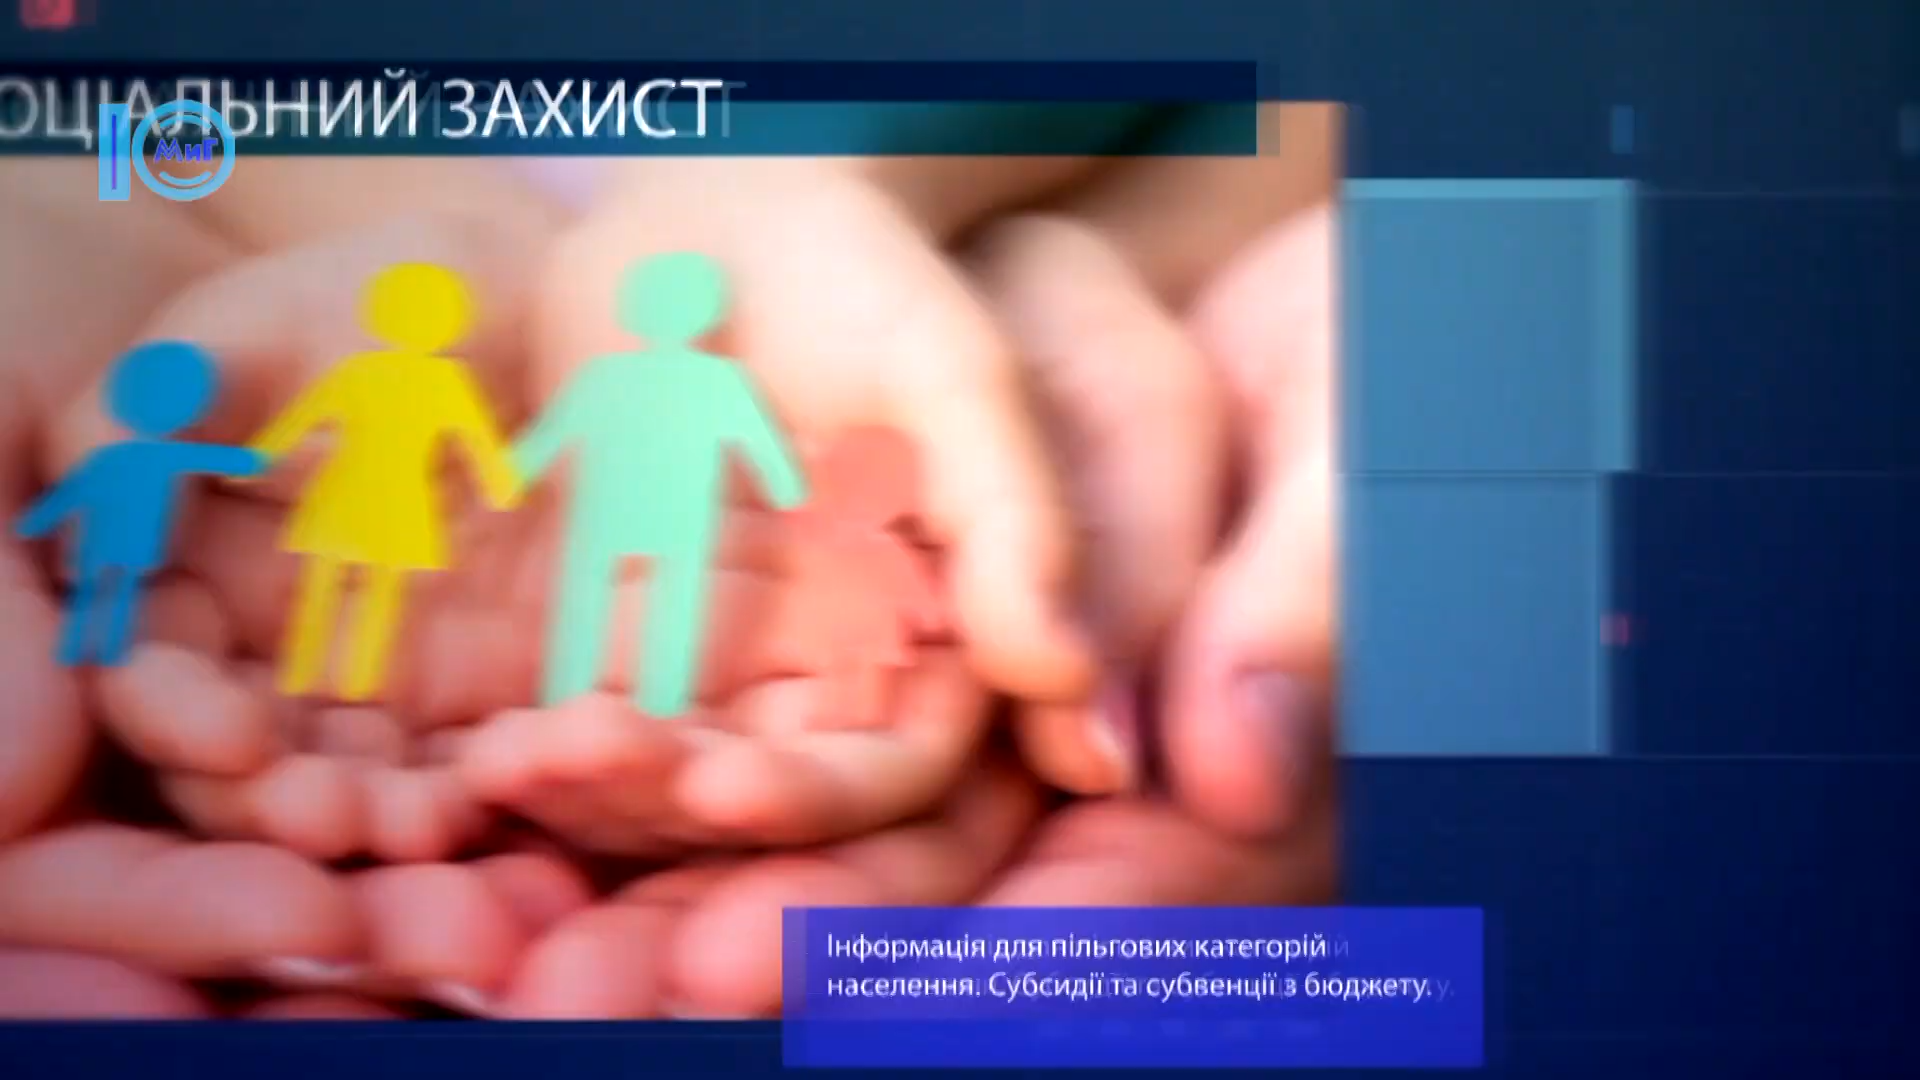 ОЦІАЛЬНИЙ ЗАХИСТ
МиГ
Інформація для пільгових категорій
населення. Субсидії та субвенції з бюджету.